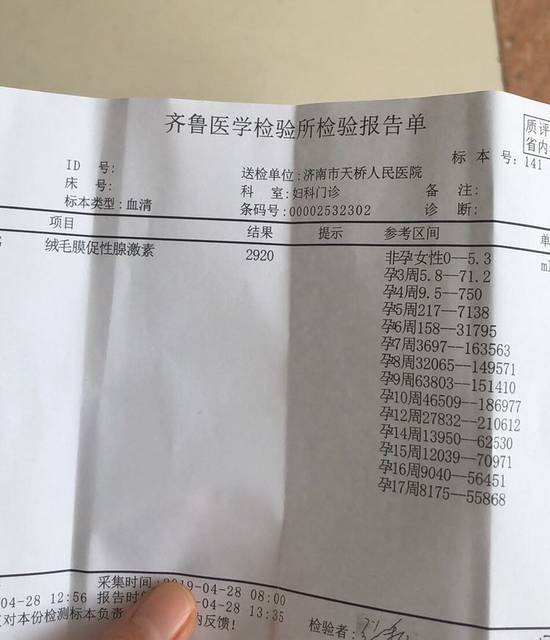 齐鲁医学检验所检验报告单
质评
省内
ID 号:
送检单位:济南市天桥人民医院
标 本 号:141
床 号:
科 室:妇科门诊
备 注:
标本类型:血清
条码号:00002532302
诊 断:
项目 结果 提示 参考区间 单
绒毛膜促性腺激素 2920 非孕女性0—5.3
孕3周5.8—71.2
孕4周9.5—750
孕5周217—7138
孕6周158—31795
孕7周3697—163563
孕8周32065—149571
孕9周63803—151410
孕10周46509—186977
孕12周27832—210612
孕14周13950—62530
孕15周12039—70971
孕16周9040—56451
孕17周8175—55868
采集时间: 019-04-28 08:00
04-28 12:56 报告时 04-28 13:35
对本份检测标本负责 内反馈!
检验者: